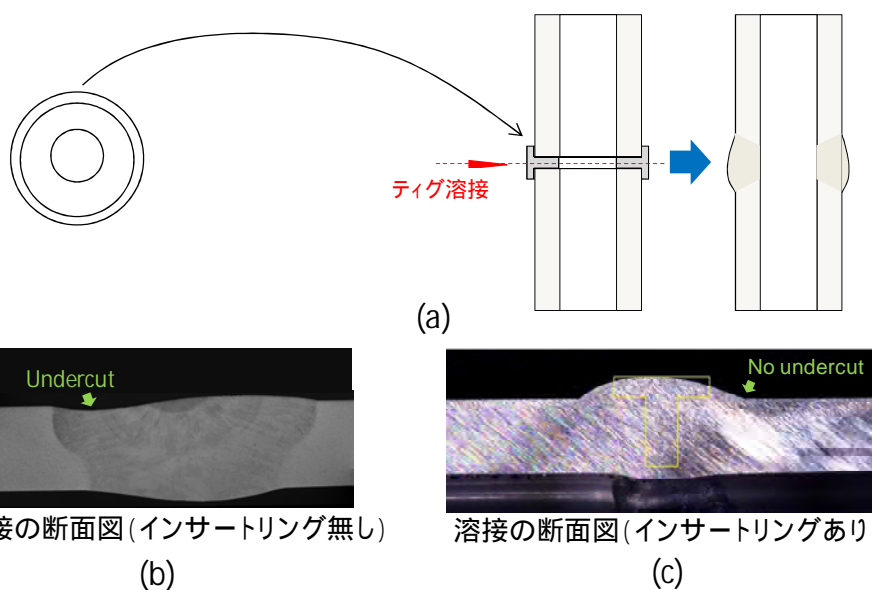 ティグ溶接
(a)
Undercut
No undercut
接の断面図(インサートリング無し)
溶接の断面図(インサートリングあり
(b)
(c)